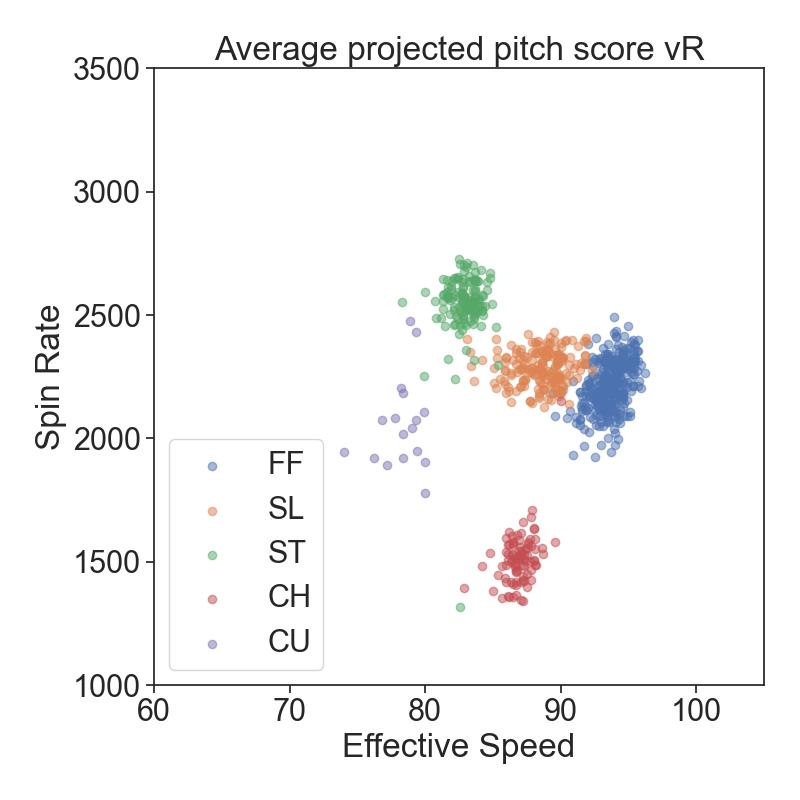 Average projected pitch score vR
3500
3000
2500
2000
1500
1000
Spin Rate
FF
SL
ST
CH
CU
60 70 80 90 100
Effective Speed